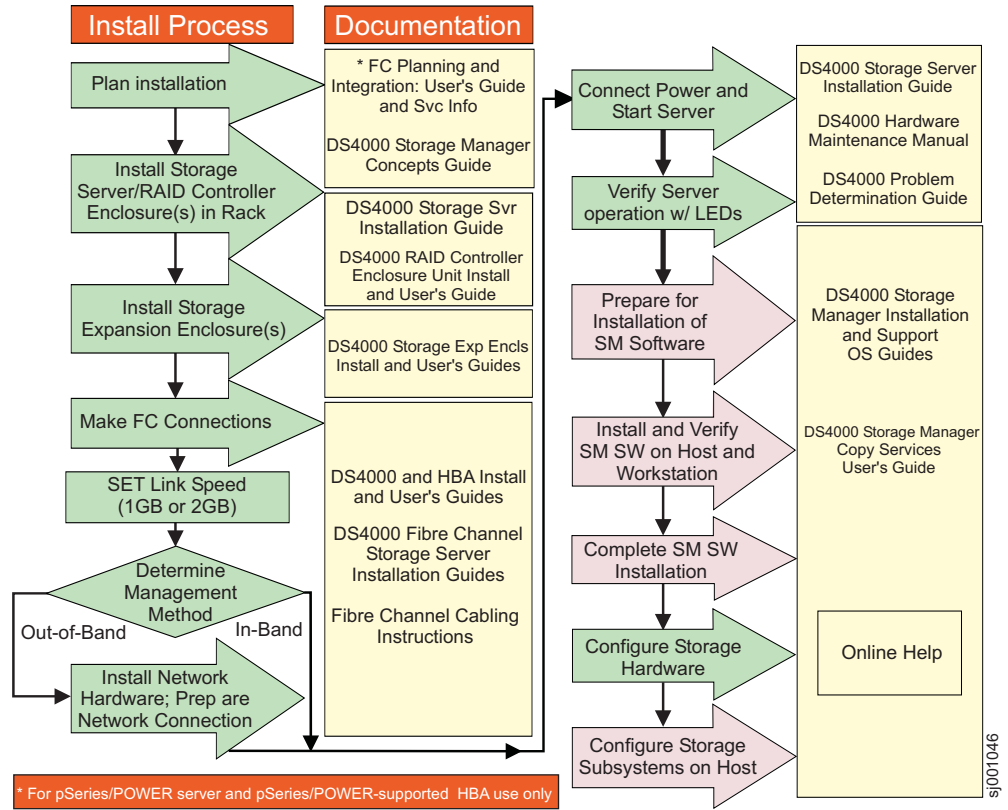 Install Process
Documentation
Plan installation
* FC Planning and
Integration: User's Guide
and Svc Info
DS4000 Storage Manager
Concepts Guide
Install Storage
Server/RAID Controller
Enclosure(s) in Rack
DS4000 Storage Svr
Installation Guide
DS4000 RAID Controller
Enclosure Unit Install
and User's Guide
Install Storage
Expansion Enclosure(s)
DS4000 Storage Exp Encls
Install and User's Guides
Make FC Connections
SET Link Speed
(1GB or 2GB)
DS4000 and HBA Install
and User's Guides
DS4000 Fibre Channel
Storage Server
Installation Guides
Fibre Channel Cabling
Instructions
Determine
Management
Method
Out-of-Band
In-Band
Install Network
Hardware; Prep are
Network Connection
* For pSeries/POWER server and pSeries/POWER-supported HBA use only
Connect Power and
Start Server
DS4000 Storage Server
Installation Guide
DS4000 Hardware
Maintenance Manual
DS4000 Problem
Determination Guide
Verify Server
operation w/ LEDs
Prepare for
Installation of
SM Software
DS4000 Storage
Manager Installation
and Support
OS Guides
Install and Verify
SM SW on Host and
Workstation
DS4000 Storage Manager
Copy Services
User's Guide
Complete SM SW
Installation
Configure Storage
Hardware
Online Help
Configure Storage
Subsystems on Host
sj001046